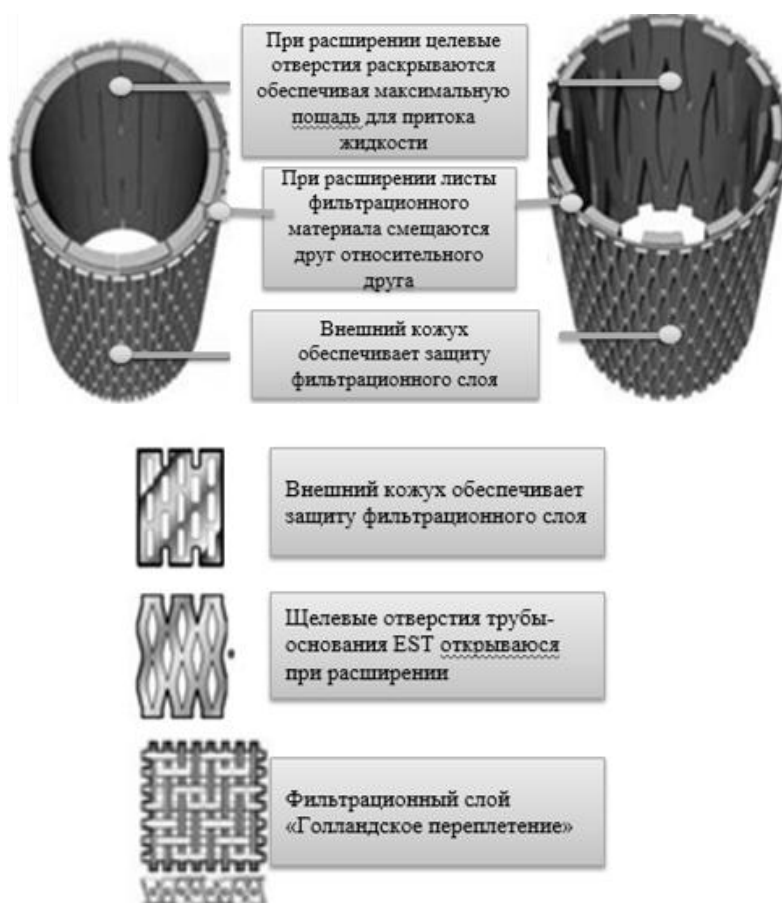 При расширении целевые
отверстия раскрываются
обеспечивая максимальную
пошадь для притока
жидкости
При расширении листы
фильтрационного
материала смещаются
друг относительного
друга
Внешний кожух
обеспечивает защиту
фильтрационного слоя
Внешний кожух обеспечивает
защиту фильтрационного слоя
Щелевые отверстия трубы-
основания EST открываюся
при расширении
Фильтрационный слой
«Голландское переплетение»